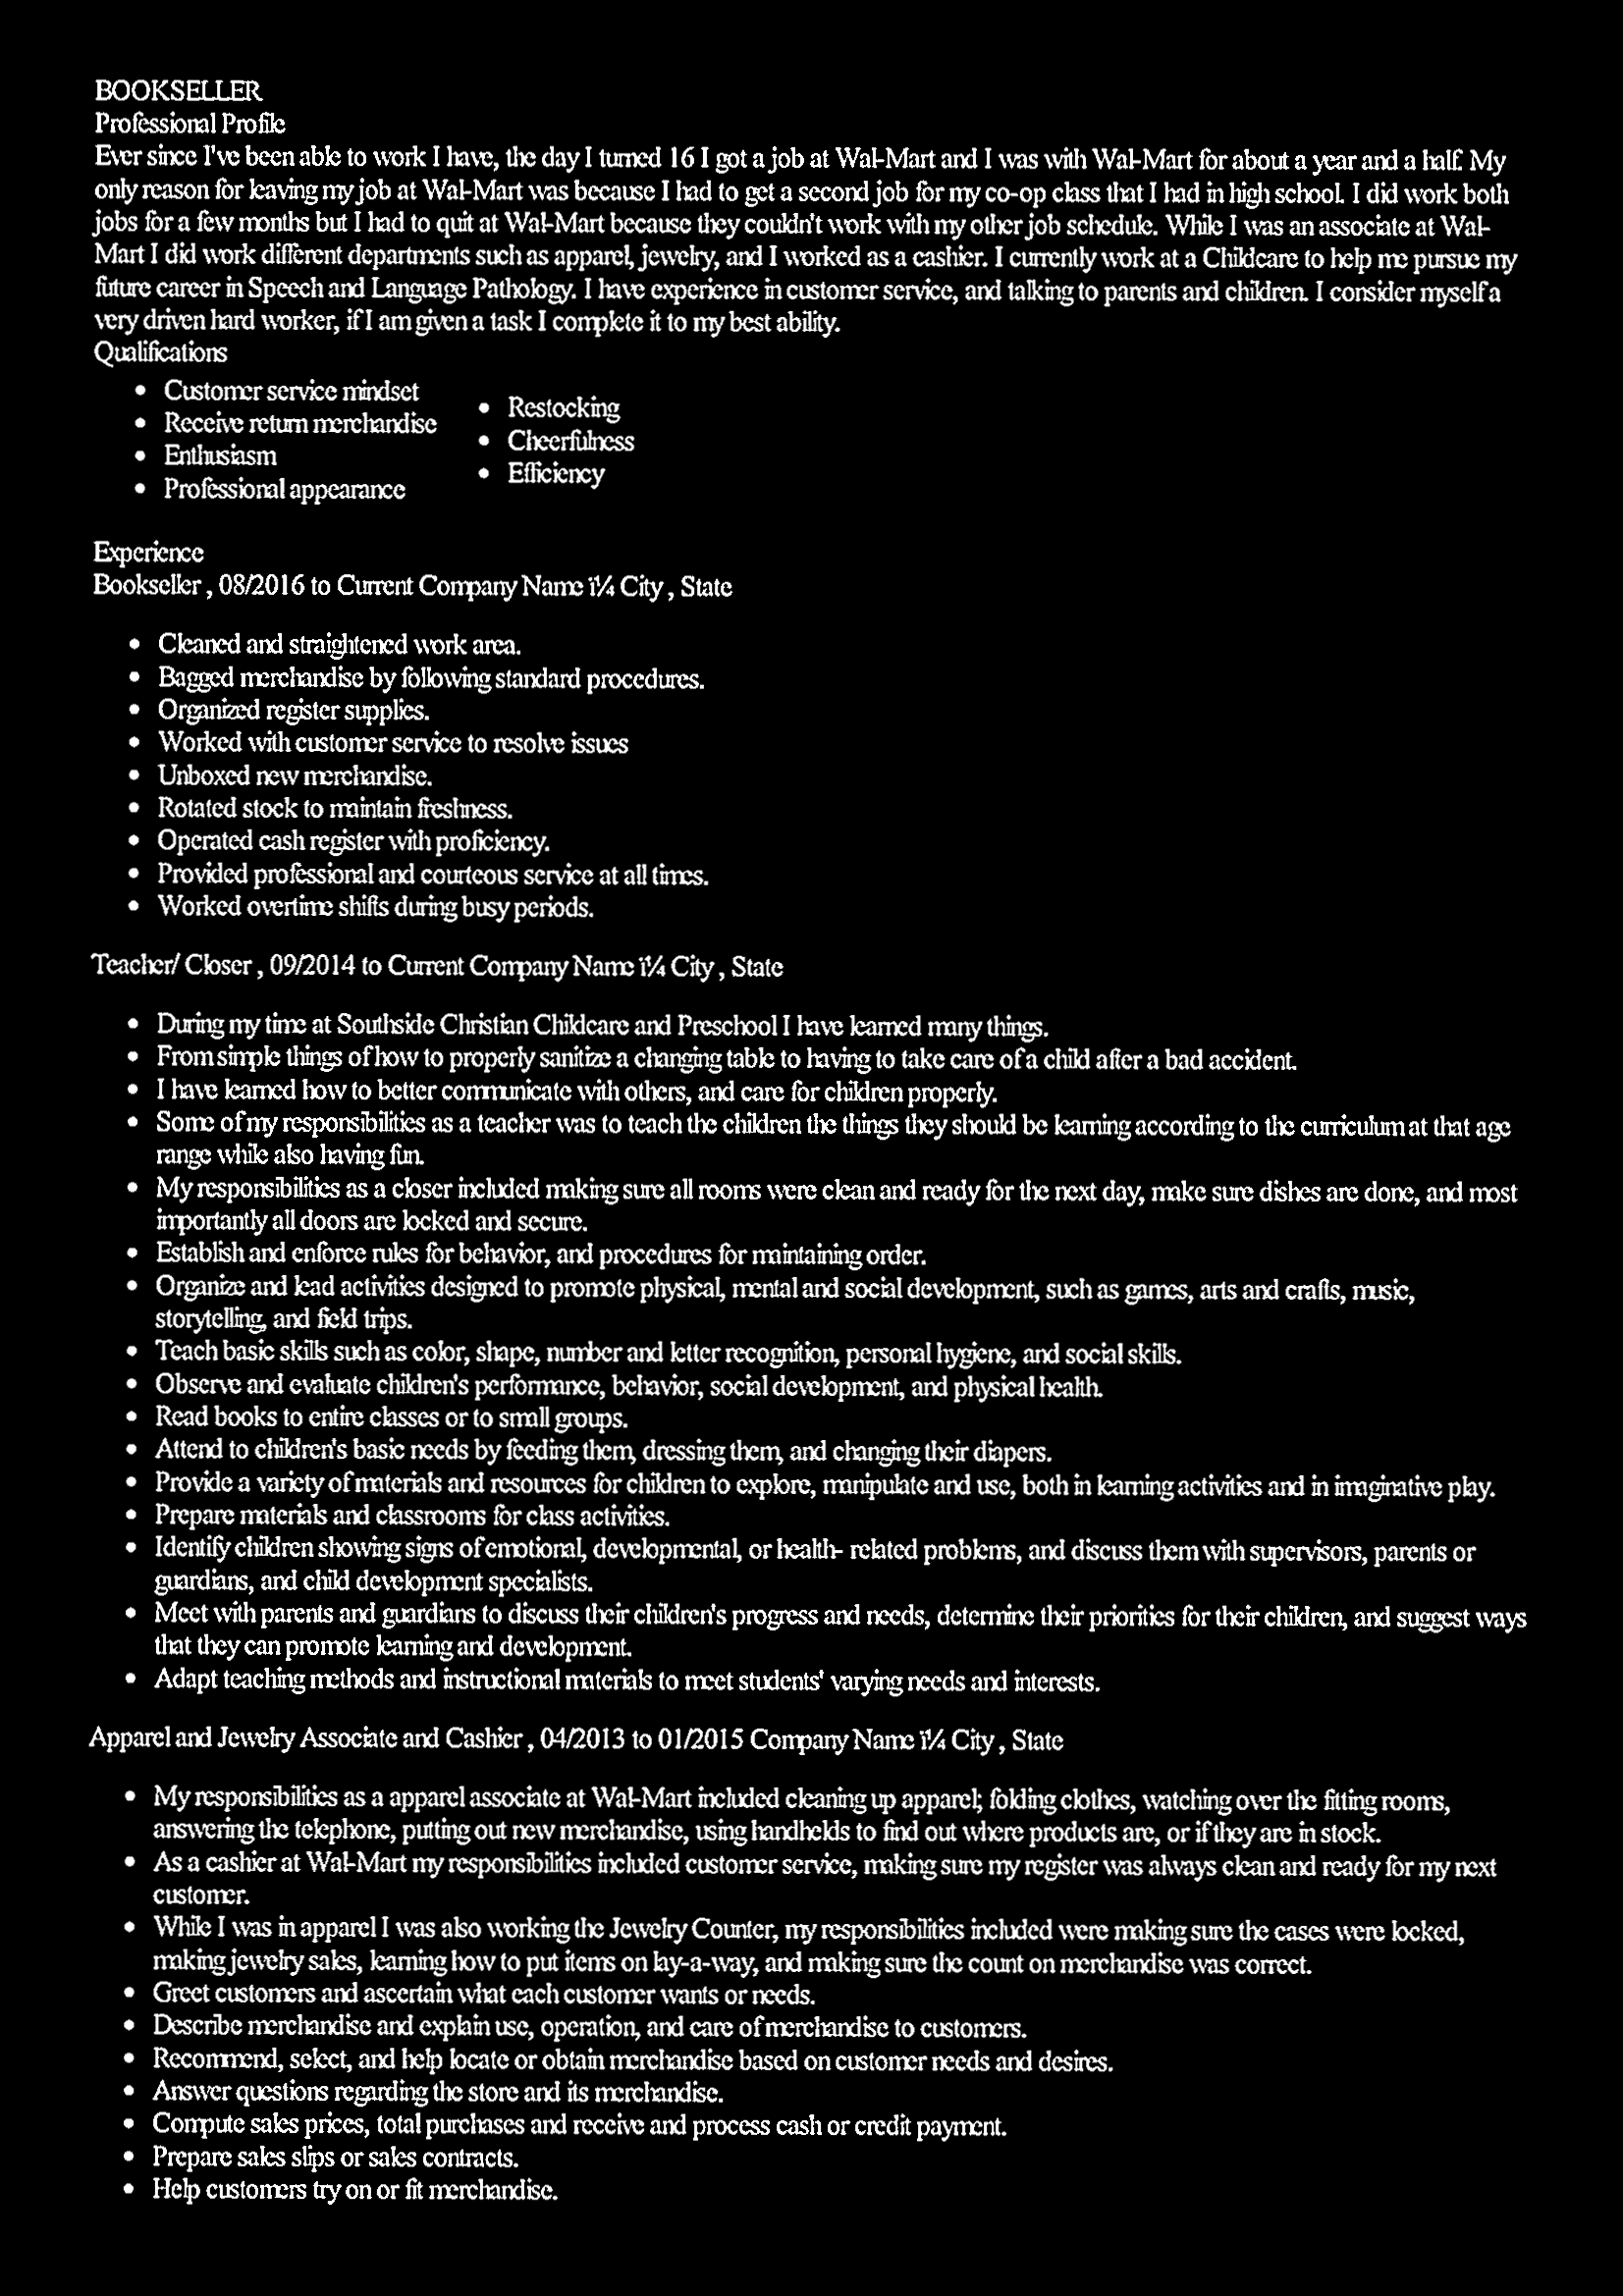 BOOKSELLER
Professional Profile
Ever since I've been able to work I have, the day I turned 16 I got a job at Wal-Mart and I was with Wal-Mart for about a year and a half. My
only reason for leaving my job at Wal-Mart was because I had to get a second job for my co-op class that I had in high school. I did work both
jobs for a few months but I had to quit at Wal-Mart because they couldn't work with my other job schedule. While I was an associate at Wal-
Mart I did work different departments such as apparel, jewelry, and I worked as a cashier. I currently work at a Childcare to help me pursue my
future career in Speech and Language Pathology. I have experience in customer service, and talking to parents and children. I consider myself a
very driven hard worker, if I am given a task I complete it to my best ability.
Qualifications
• Customer service mindset
• Receive return merchandise
• Enthusiasm
• Professional appearance
• Restocking
• Cheerfulness
• Efficiency
Experience
Bookseller , 08/2016 to Current Company Name ï¼ City , State
• Cleaned and straightened work area.
• Bagged merchandise by following standard procedures.
• Organized register supplies.
• Worked with customer service to resolve issues
• Unboxed new merchandise.
• Rotated stock to maintain freshness.
• Operated cash register with proficiency.
• Provided professional and courteous service at all times.
• Worked overtime shifts during busy periods.
Teacher/ Closer , 09/2014 to Current Company Name ï¼ City , State
• During my time at Southside Christian Childcare and Preschool I have learned many things.
• From simple things of how to properly sanitize a changing table to having to take care of a child after a bad accident.
• I have learned how to better communicate with others, and care for children properly.
• Some of my responsibilities as a teacher was to teach the children the things they should be learning according to the curriculum at that age
range while also having fun.
• My responsibilities as a closer included making sure all rooms were clean and ready for the next day, make sure dishes are done, and most
importantly all doors are locked and secure.
• Establish and enforce rules for behavior, and procedures for maintaining order.
• Organize and lead activities designed to promote physical, mental and social development, such as games, arts and crafts, music,
storytelling, and field trips.
• Teach basic skills such as color, shape, number and letter recognition, personal hygiene, and social skills.
• Observe and evaluate children's performance, behavior, social development, and physical health.
• Read books to entire classes or to small groups.
• Attend to children's basic needs by feeding them, dressing them, and changing their diapers.
• Provide a variety of materials and resources for children to explore, manipulate and use, both in learning activities and in imaginative play.
• Prepare materials and classrooms for class activities.
• Identify children showing signs of emotional, developmental, or health- related problems, and discuss them with supervisors, parents or
guardians, and child development specialists.
• Meet with parents and guardians to discuss their children's progress and needs, determine their priorities for their children, and suggest ways
that they can promote learning and development.
• Adapt teaching methods and instructional materials to meet students' varying needs and interests.
Apparel and Jewelry Associate and Cashier , 04/2013 to 01/2015 Company Name ï¼ City , State
• My responsibilities as a apparel associate at Wal-Mart included cleaning up apparel; folding clothes, watching over the fitting rooms,
answering the telephone, putting out new merchandise, using handhelds to find out where products are, or if they are in stock.
• As a cashier at Wal-Mart my responsibilities included customer service, making sure my register was always clean and ready for my next
customer.
• While I was in apparel I was also working the Jewelry Counter, my responsibilities included were making sure the cases were locked,
making jewelry sales, learning how to put items on lay-a-way, and making sure the count on merchandise was correct.
• Greet customers and ascertain what each customer wants or needs.
• Describe merchandise and explain use, operation, and care of merchandise to customers.
• Recommend, select, and help locate or obtain merchandise based on customer needs and desires.
• Answer questions regarding the store and its merchandise.
• Compute sales prices, total purchases and receive and process cash or credit payment.
• Prepare sales slips or sales contracts.
• Help customers try on or fit merchandise.